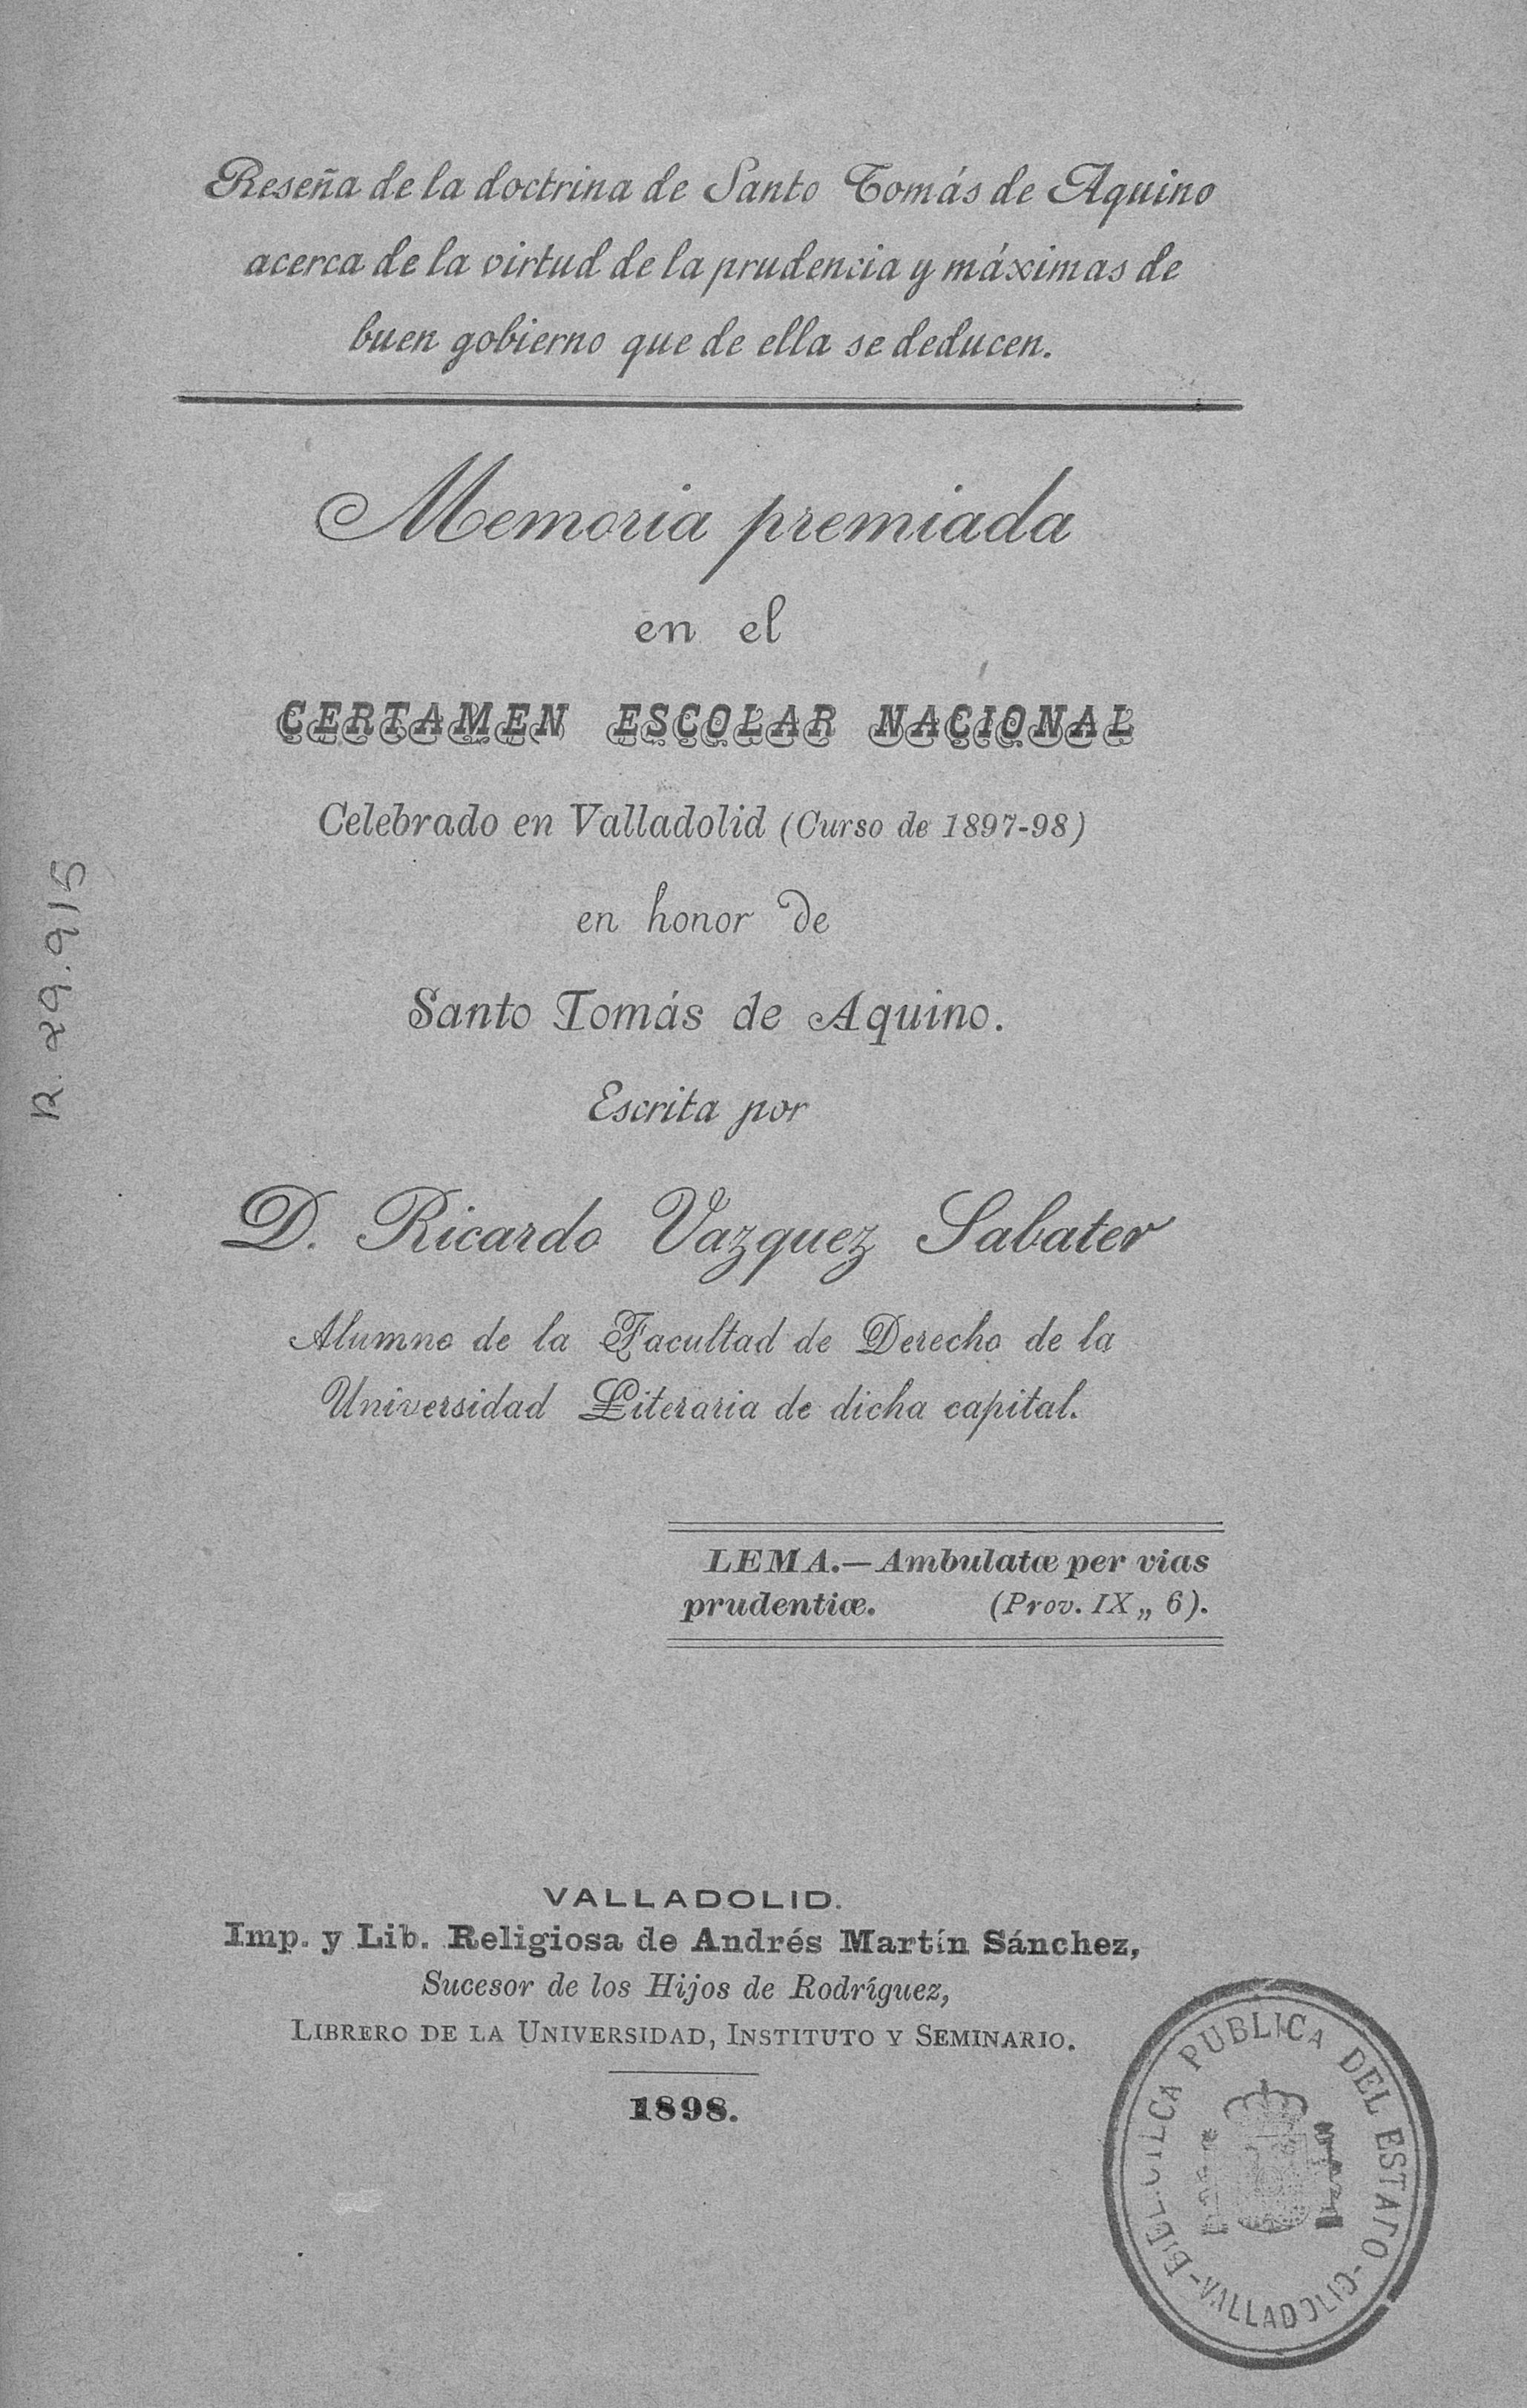 Reseña de la doctrina de Santo Tomás de Aquino
acerca de la virtud de la prudencia y máximas de
buen gobierno que de ella se deducen.
Memoria premiada
en el
CERTAMEN ESCOLAR NACIONAL
Celebrado en Valladolid (Curso de 1897-98)
en honor de
Santo Tomás de Aquino.
Escrita por
D. Ricardo Vazquez Sabater
Alumno de la Facultad de Derecho de la
Universidad Literaria de dicha capital.
LEMA.—Ambulatæ per vias
prudentiæ. (Prov. IX „ 6).
VALLADOLID.
Imp. y Lib. Religiosa de Andrés Martín Sánchez,
Sucesor de los Hijos de Rodríguez,
LIBRERO DE LA UNIVERSIDAD, INSTITUTO Y SEMINARIO.
1898.
BIBLIOTECA PUBLICA DEL ESTADO - VALLADOLID -
R. 29.915